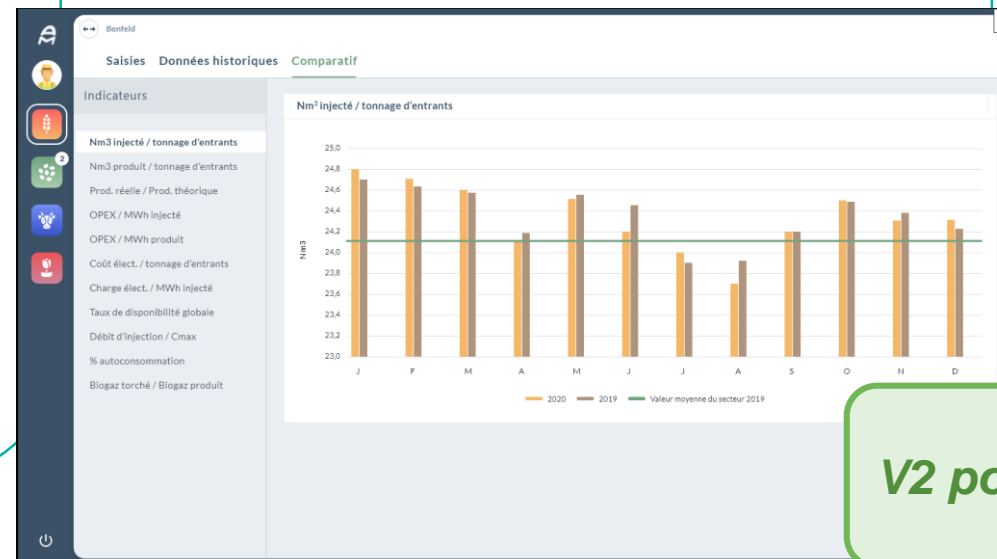 Benfeld
Saisies Données historiques Comparatif
Indicateurs
Nm3 injecté / tonnage d'entrants
Nm3 produit / tonnage d'entrants
Prod. réelle / Prod. théorique
OPEX / MWh injecté
OPEX / MWh produit
Coût élect. / tonnage d'entrants
Charge élect. / MWh injecté
Taux de disponibilité globale
Débit d'injection / Cmax
% autoconsommation
Biogaz torché / Biogaz produit
2
Nm³ injecté / tonnage d'entrants
Nm3
25,0
24,8
24,6
24,4
24,2
24,0
23,8
23,6
23,4
23,2
23,0
J F M A M J J A S O N D
2020 2019 Valeur moyenne du secteur 2019
V2 po